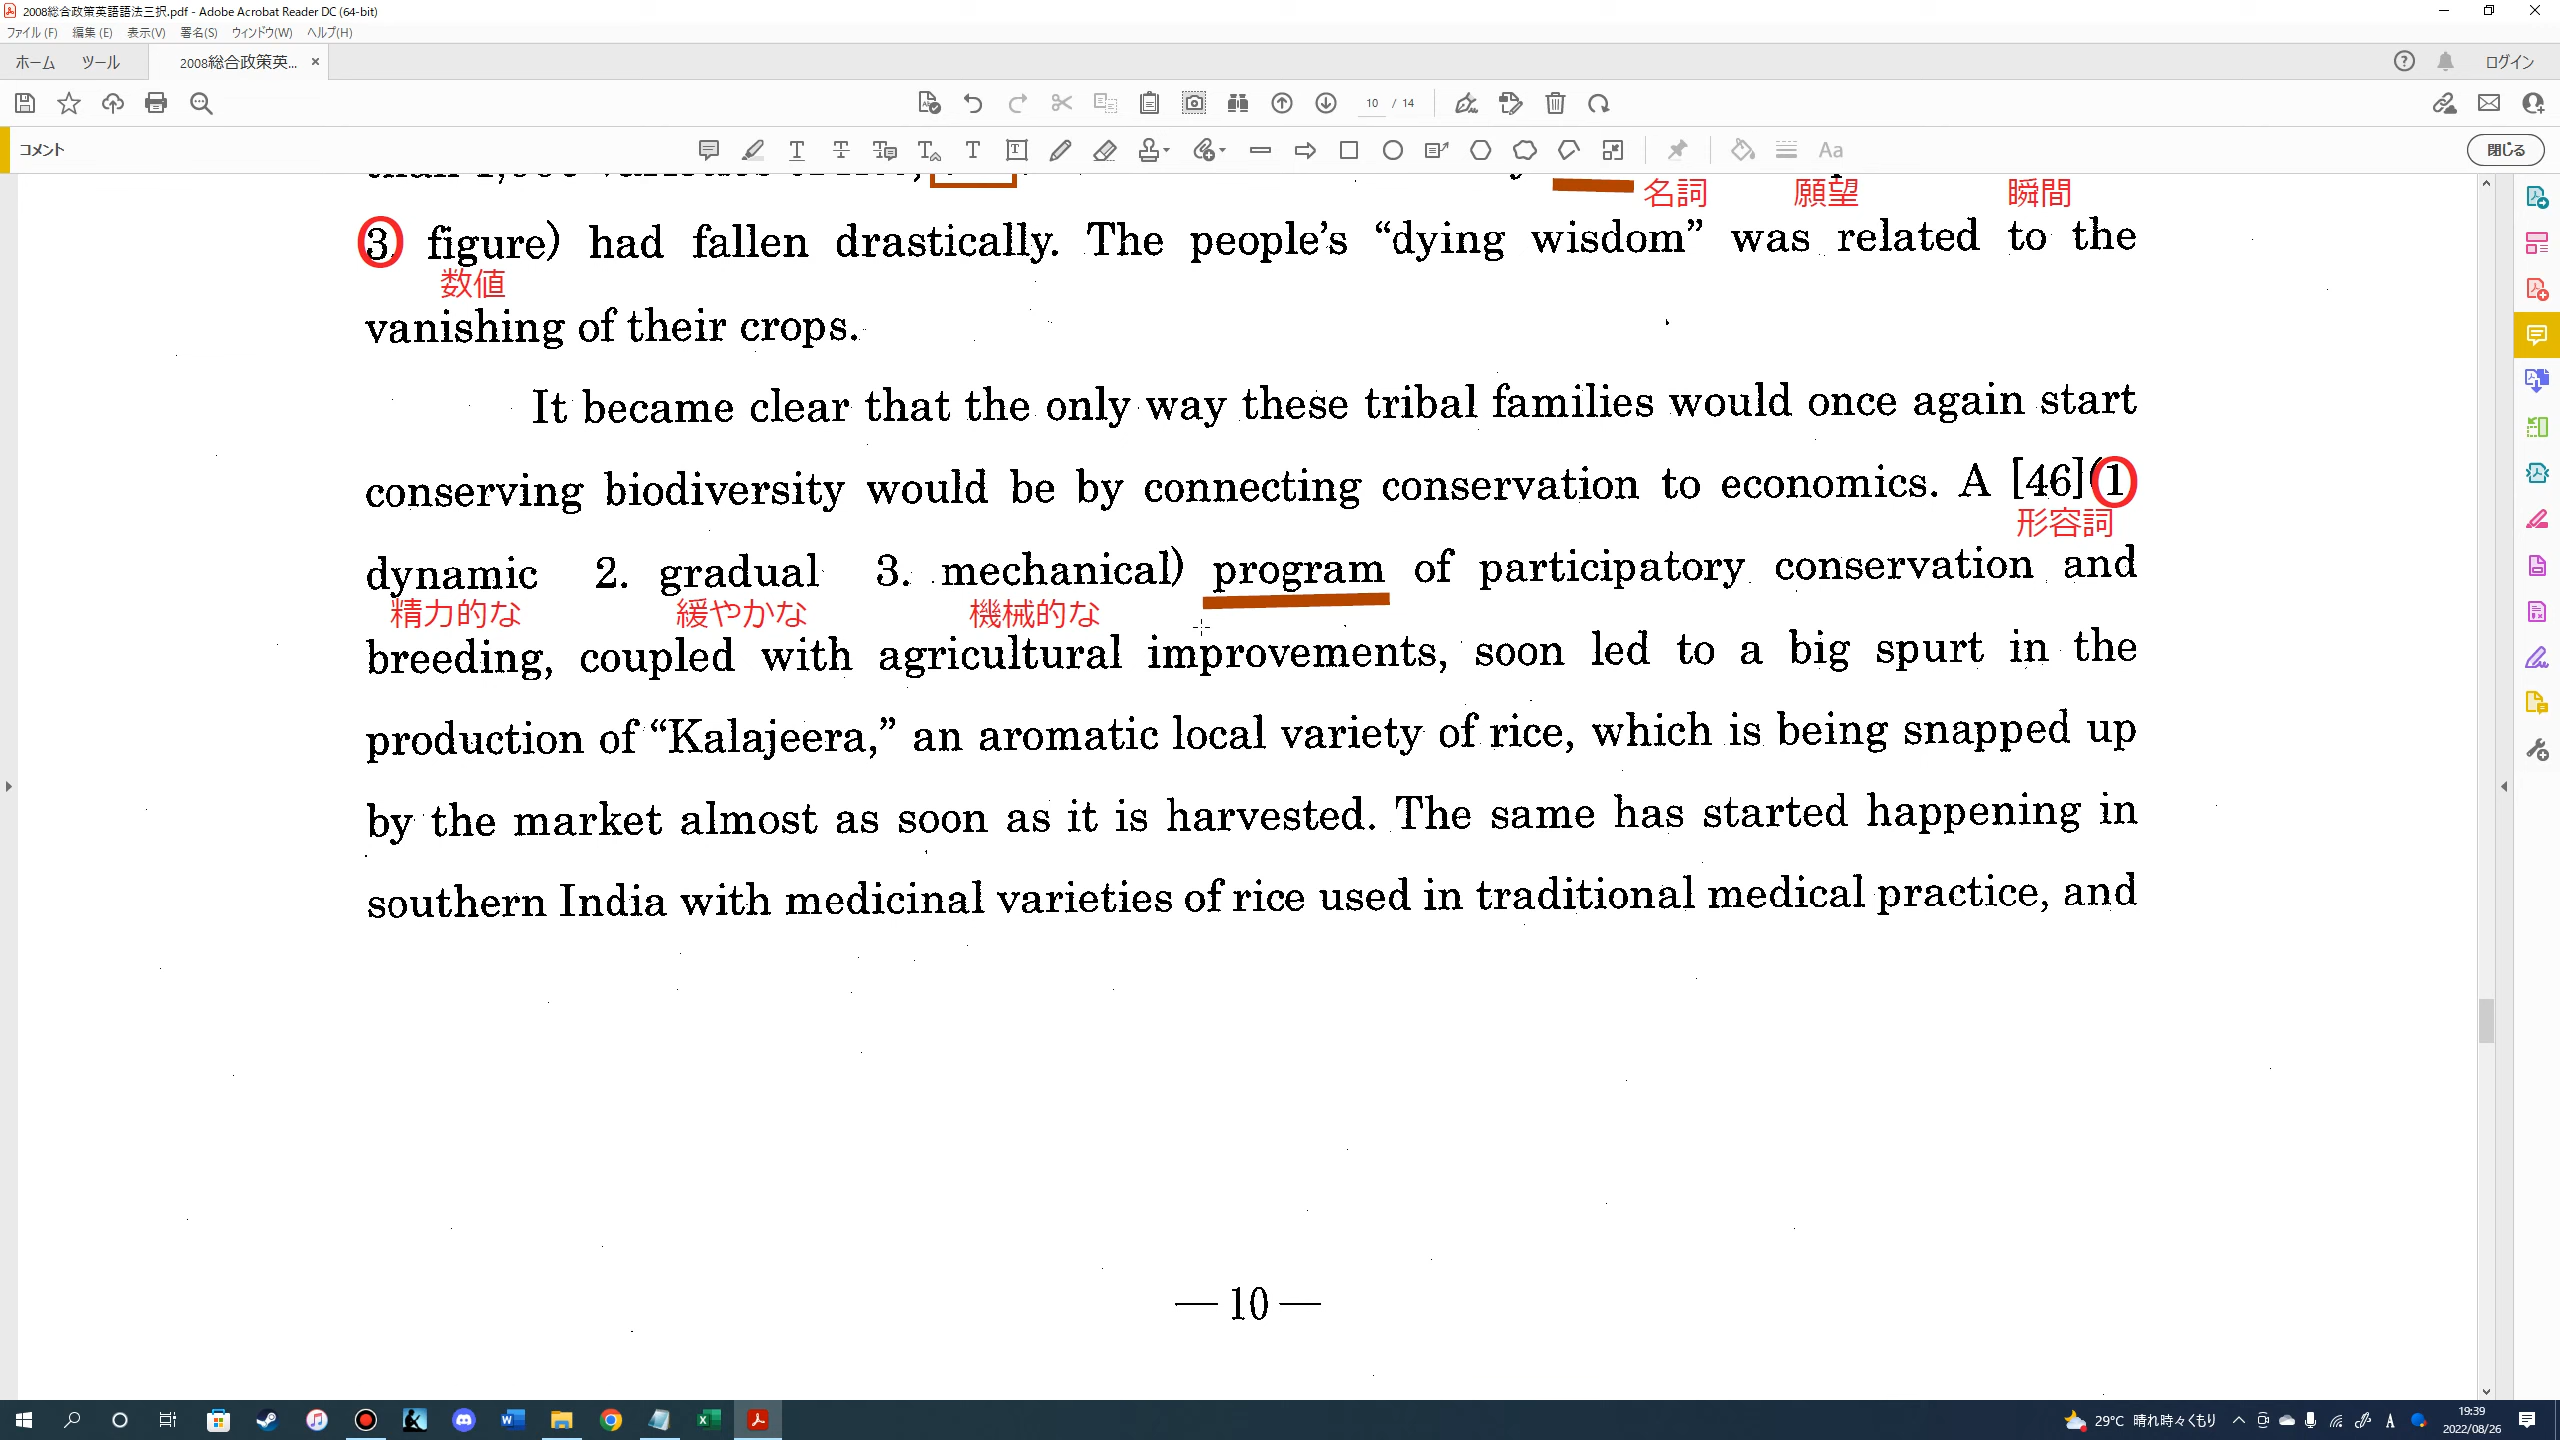 2008総合政策英語語法三択.pdf - Adobe Acrobat Reader DC (64-bit)
ファイル(F) 編集(E) 表示(V) 署名(S) ウィンドウ(W) ヘルプ(H)
ホーム ツール 2008総合政策英... × ログイン
10 / 14
コメント 閉じる
名詞 願望 瞬間
3. figure) had fallen drastically. The people's “dying wisdom” was related to the
数値
vanishing of their crops.
It became clear that the only way these tribal families would once again start
conserving biodiversity would be by connecting conservation to economics. A [46](1
形容詞
dynamic 2. gradual 3. mechanical) program of participatory conservation and
精力的な 緩やかな 機械的な
breeding, coupled with agricultural improvements, soon led to a big spurt in the
production of “Kalajeera,” an aromatic local variety of rice, which is being snapped up
by the market almost as soon as it is harvested. The same has started happening in
southern India with medicinal varieties of rice used in traditional medical practice, and
— 10 —
29°C 晴れ時々くもり A 19:39
2022/08/26